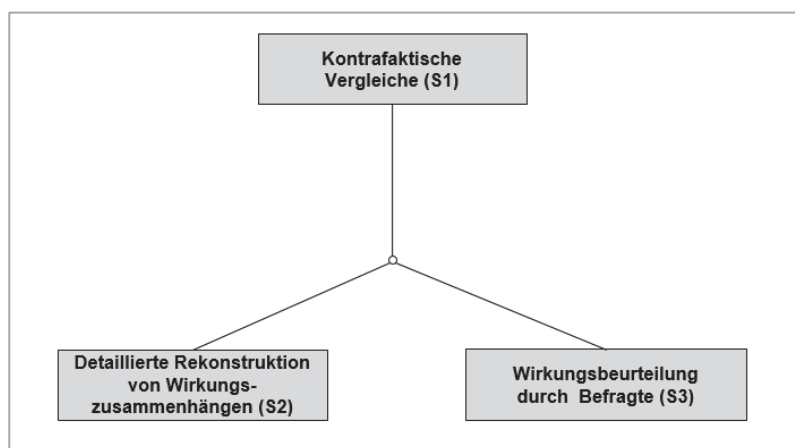 Kontrafaktische
Vergleiche (S1)
Detaillierte Rekonstruktion
von Wirkungs-
zusammenhängen (S2)
Wirkungsbeurteilung
durch Befragte (S3)